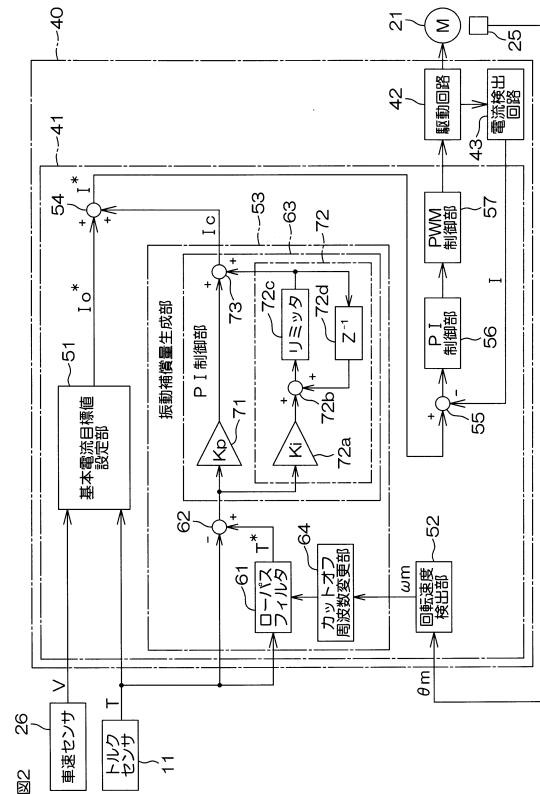 図2
40
41
26
車速センサ
V
51
基本電流目標値
設定部
Io*
54
+
+
I*
トルク
センサ
11
T
振動補償量生成部
53
PI制御部
63
Ic
62
-
+
Kp
71
73
+
+
72
Ki
72a
72b
+
+
72c
リミッタ
72d
Z⁻¹
61
ローパス
フィルタ
T*
64
カットオフ
周波数変更部
ωm
52
回転速度
検出部
θm
55
+
-
PI
制御部
56
PWM
制御部
57
42
駆動回路
43
電流検出
回路
I
21
M
25